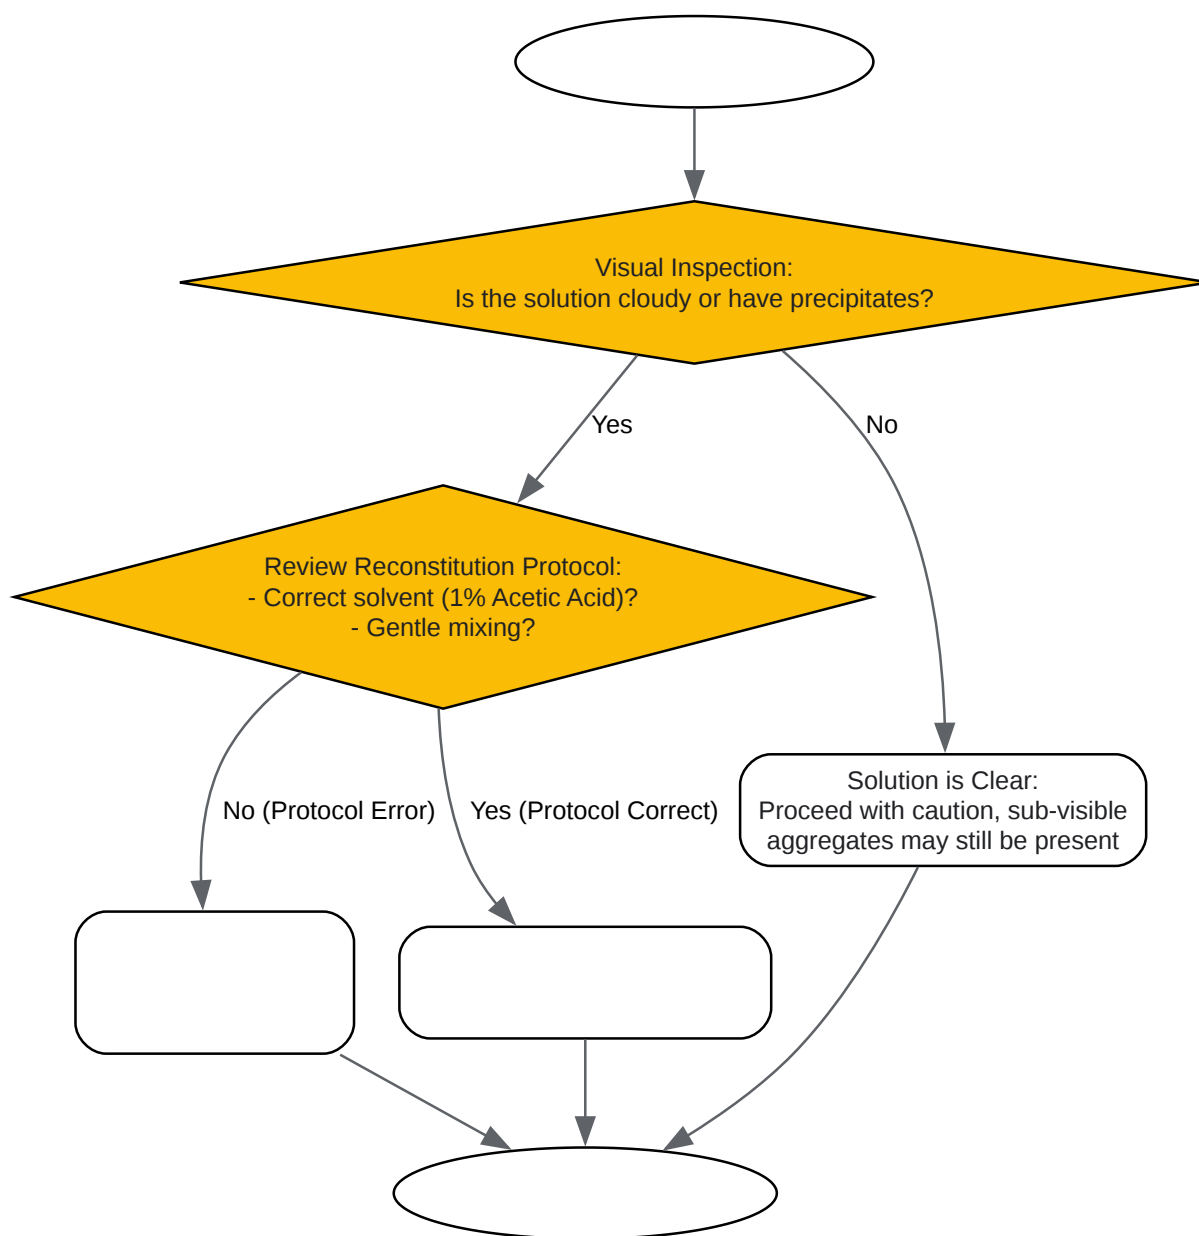 Visual Inspection:
Is the solution cloudy or have precipitates?
Yes
No
Review Reconstitution Protocol:
- Correct solvent (1% Acetic Acid)?
- Gentle mixing?
No (Protocol Error)
Yes (Protocol Correct)
Solution is Clear:
Proceed with caution, sub-visible
aggregates may still be present